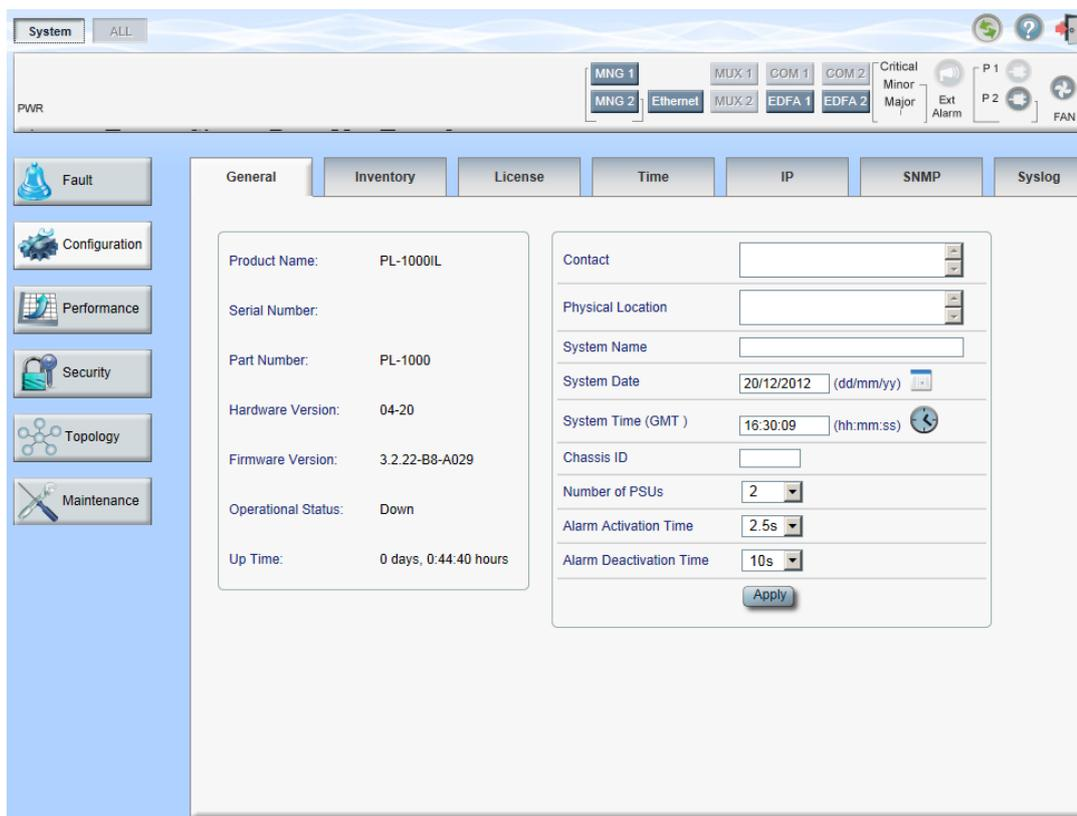 System ALL
MNG 1 MUX 1 COM 1 COM 2 Critical P 1
Minor
MNG 2 Ethernet MUX 2 EDFA 1 EDFA 2 Major Ext P 2
PWR Alarm FAN
Fault
Configuration
Performance
Security
Topology
Maintenance
General Inventory License Time IP SNMP Syslog
Product Name: PL-1000IL
Serial Number:
Part Number: PL-1000
Hardware Version: 04-20
Firmware Version: 3.2.22-B8-A029
Operational Status: Down
Up Time: 0 days, 0:44:40 hours
Contact
Physical Location
System Name
System Date 20/12/2012 (dd/mm/yy)
System Time (GMT ) 16:30:09 (hh:mm:ss)
Chassis ID
Number of PSUs 2
Alarm Activation Time 2.5s
Alarm Deactivation Time 10s
Apply